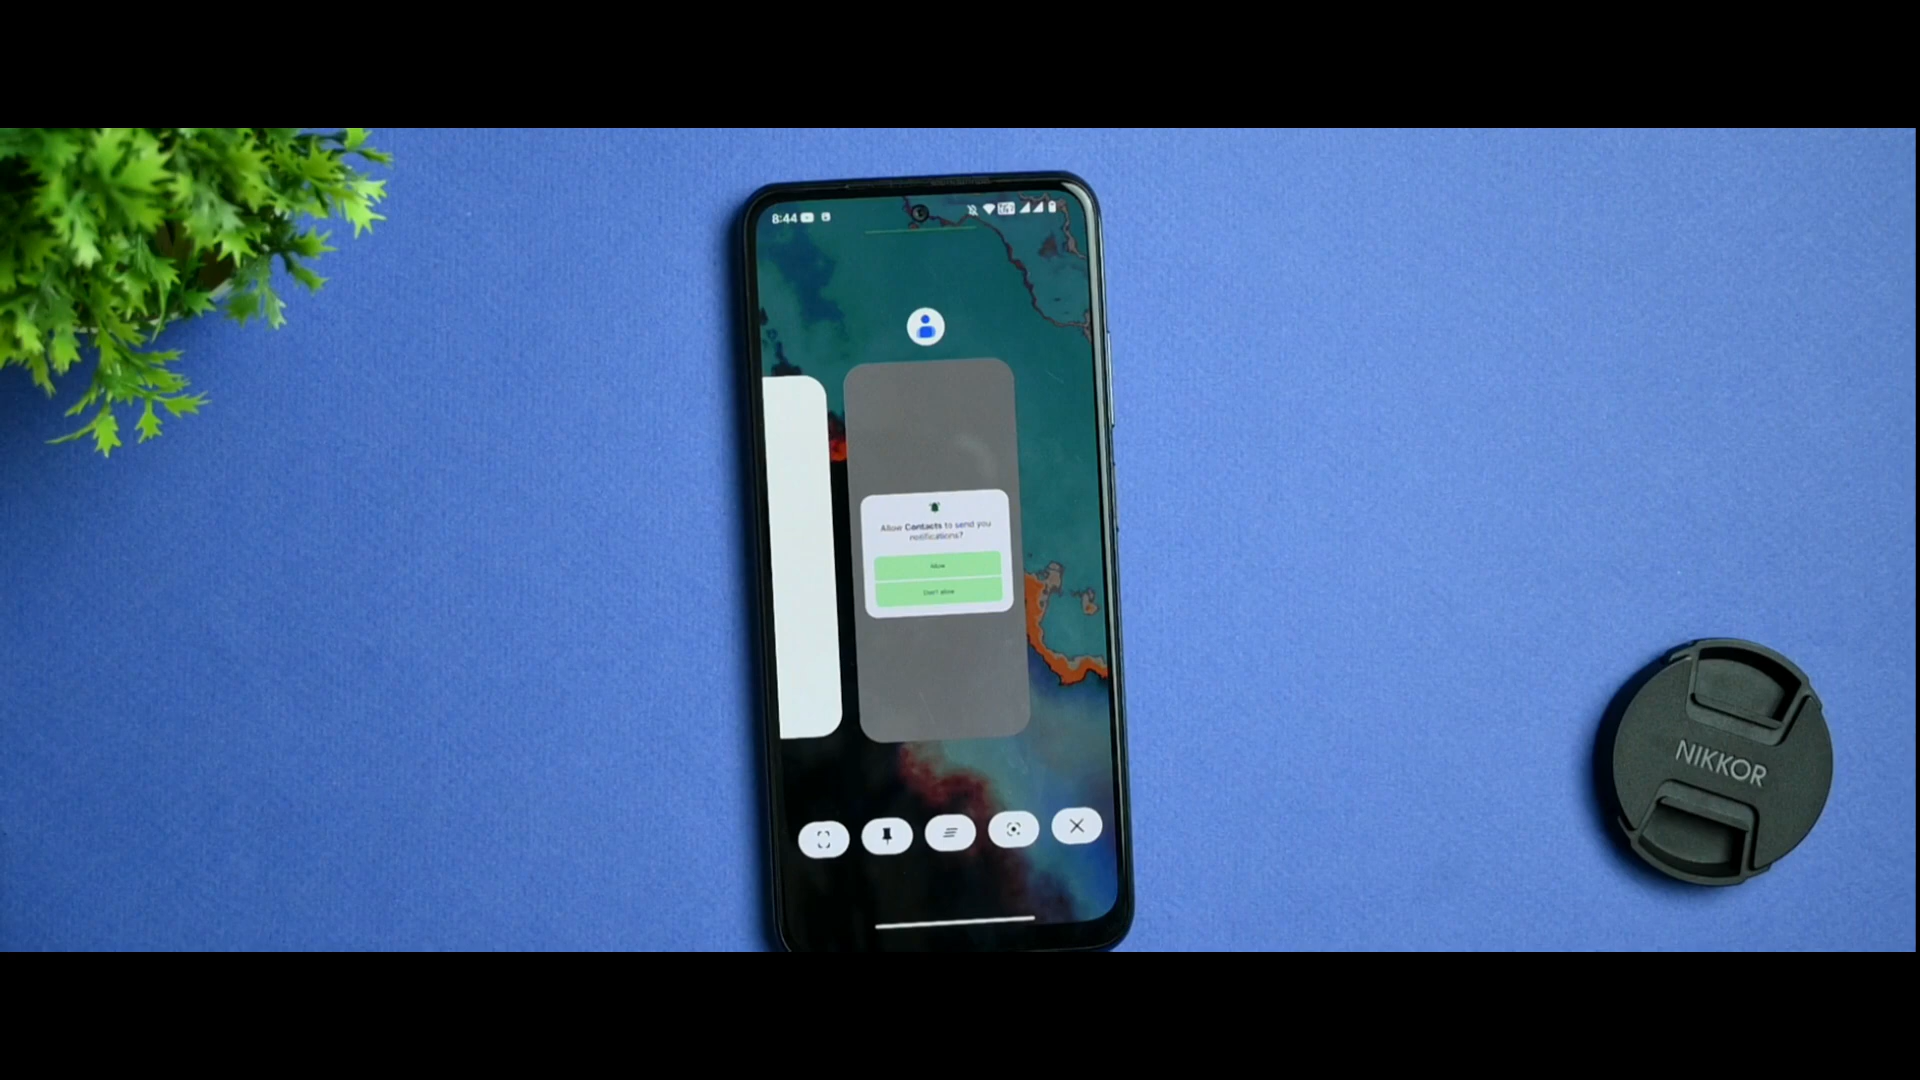 8:44
Allow Contacts to send you
notifications?
Allow
Don't allow
NIKKOR